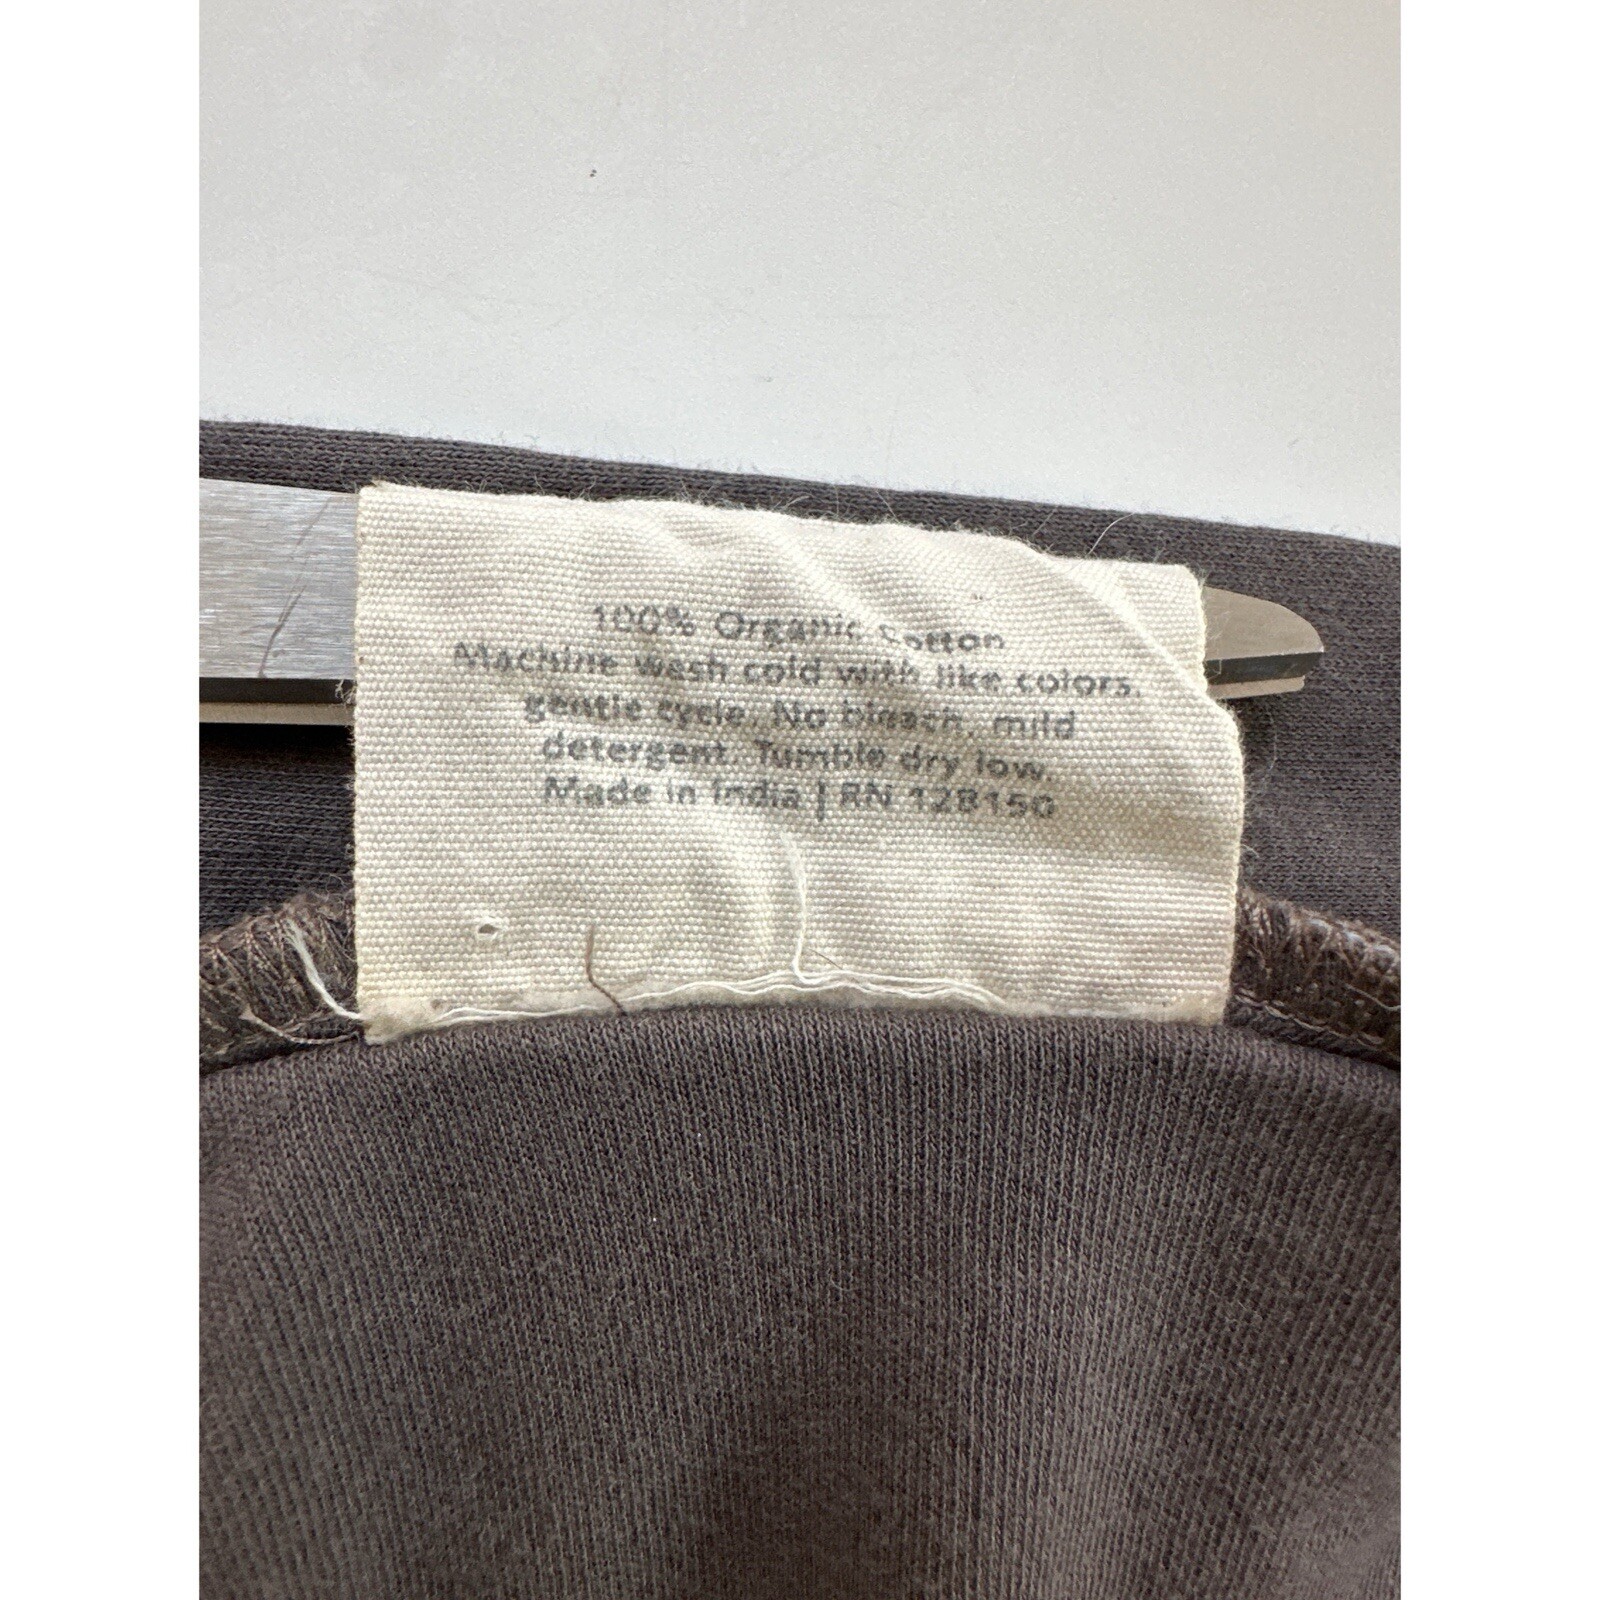 100% Organic Cotton
Machine wash cold with like colors,
gentle cycle. No bleach, mild
detergent. Tumble dry low.
Made in India | RN 128150